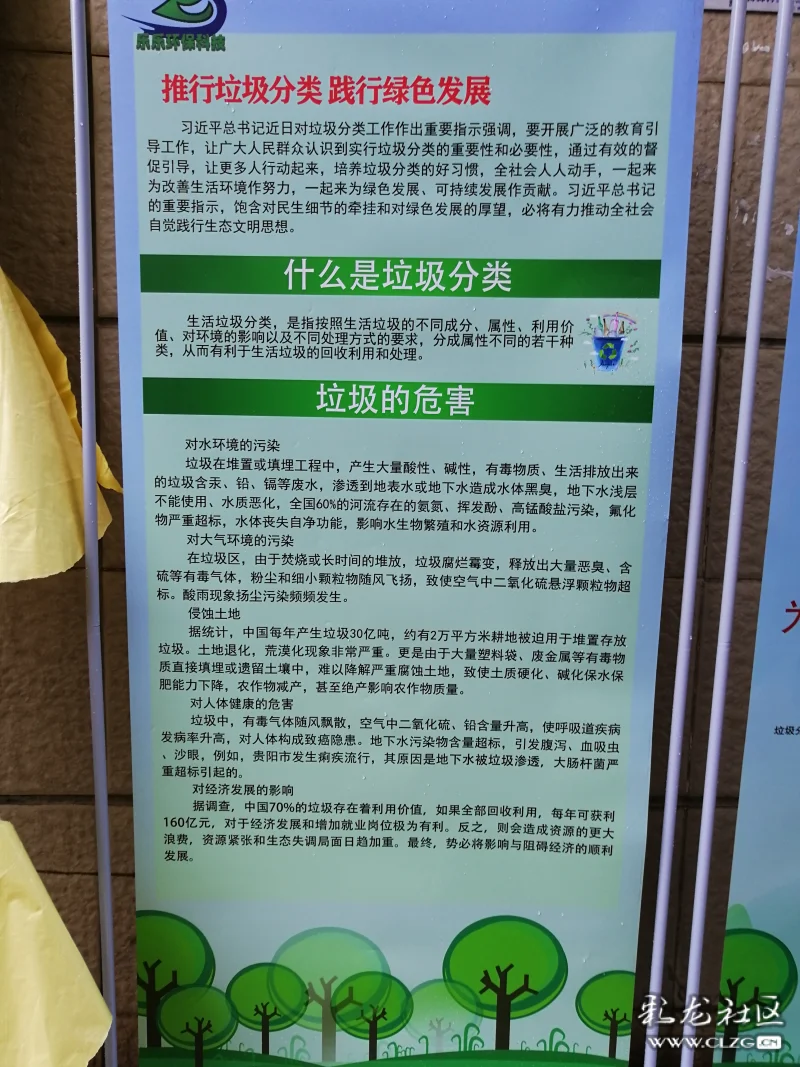 乐乐环保科技
推行垃圾分类 践行绿色发展
习近平总书记近日对垃圾分类工作作出重要指示强调，要开展广泛的教育引
导工作，让广大人民群众认识到实行垃圾分类的重要性和必要性，通过有效的督
促引导，让更多人行动起来，培养垃圾分类的好习惯，全社会人人动手，一起来
为改善生活环境作努力，一起来为绿色发展、可持续发展作贡献。习近平总书记
的重要指示，饱含对民生细节的牵挂和对绿色发展的厚望，必将有力推动全社会
自觉践行生态文明思想。
什么是垃圾分类
生活垃圾分类，是指按照生活垃圾的不同成分、属性、利用价
值、对环境的影响以及不同处理方式的要求，分成属性不同的若干种
类，从而有利于生活垃圾的回收利用和处理。
垃圾的危害
对水环境的污染
垃圾在堆置或填埋工程中，产生大量酸性、碱性，有毒物质、生活排放出来
的垃圾含汞、铅、镉等废水，渗透到地表水或地下水造成水体黑臭，地下水浅层
不能使用、水质恶化，全国60%的河流存在的氨氮、挥发酚、高锰酸盐污染，氟化
物严重超标，水体丧失自净功能，影响水生物繁殖和水资源利用。
对大气环境的污染
在垃圾区，由于焚烧或长时间的堆放，垃圾腐烂霉变，释放出大量恶臭、含
硫等有毒气体，粉尘和细小颗粒物随风飞扬，致使空气中二氧化硫悬浮颗粒物超
标。酸雨现象扬尘污染频频发生。
侵蚀土地
据统计，中国每年产生垃圾30亿吨，约有2万平方米耕地被迫用于堆置存放
垃圾。土地退化，荒漠化现象非常严重。更是由于大量塑料袋、废金属等有毒物
质直接填埋或遗留土壤中，难以降解严重腐蚀土地，致使土质硬化、碱化保水保
肥能力下降，农作物减产，甚至绝产影响农作物质量。
对人体健康的危害
垃圾中，有毒气体随风飘散，空气中二氧化硫、铅含量升高，使呼吸道疾病
发病率升高，对人体构成致癌隐患。地下水污染物含量超标，引发腹泻、血吸虫
、沙眼，例如，贵阳市发生痢疾流行，其原因是地下水被垃圾渗透，大肠杆菌严
重超标引起的。
对经济发展的影响
据调查，中国70%的垃圾存在着利用价值，如果全部回收利用，每年可获利
160亿元，对于经济发展和增加就业岗位极为有利。反之，则会造成资源的更大
浪费，资源紧张和生态失调局面日趋加重。最终，势必将影响与阻碍经济的顺利
发展。
垃圾分
彩龙社区
www.CLZG.CN